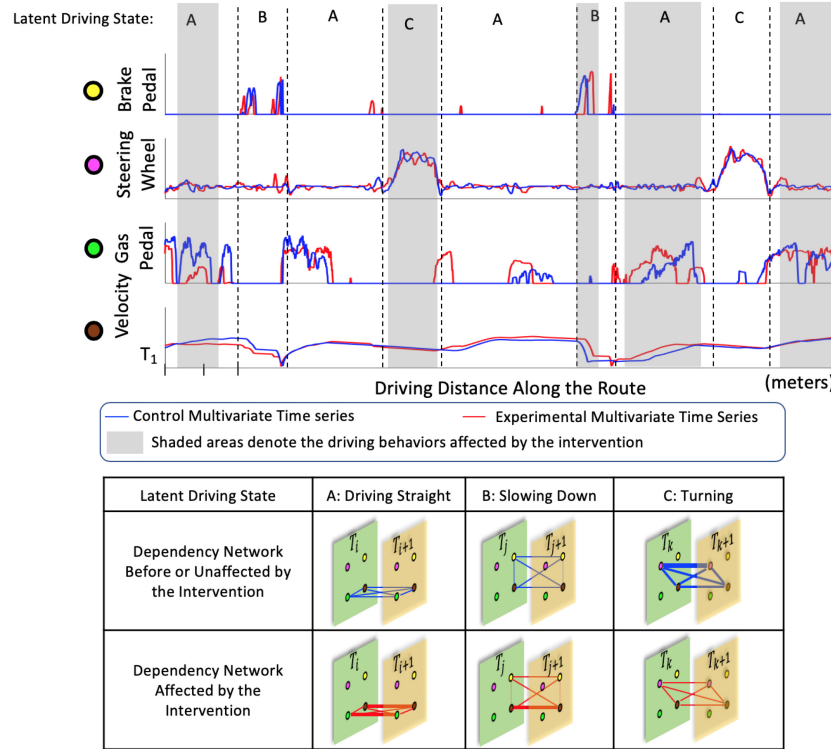 Latent Driving State:
A
B
A
C
A
B
A
C
A
Brake
Pedal
Steering
Wheel
Gas
Pedal
Velocity
T1
Driving Distance Along the Route
(meters)
Control Multivariate Time series
Experimental Multivariate Time Series
Shaded areas denote the driving behaviors affected by the intervention
Latent Driving State
A: Driving Straight
B: Slowing Down
C: Turning
Dependency Network
Before or Unaffected by
the Intervention
Ti
Ti+1
Tj
Tj+1
Tk
Tk+1
Dependency Network
Affected by the
Intervention
Ti
Ti+1
Tj
Tj+1
Tk
Tk+1